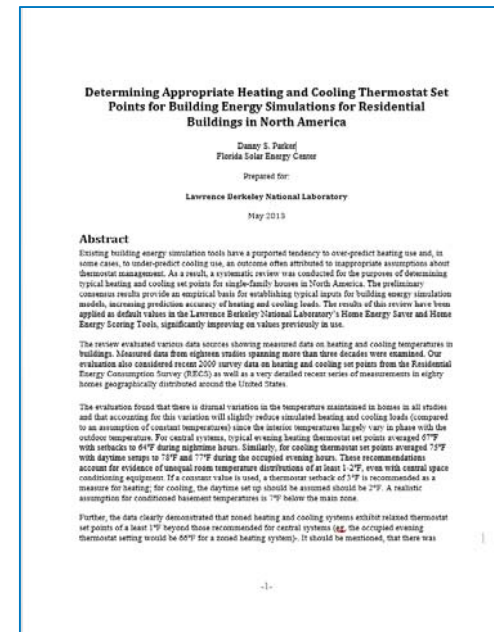 Determining Appropriate Heating and Cooling Thermostat Set
Points for Building Energy Simulations for Residential
Buildings in North America
Danny S. Parker
Florida Solar Energy Center
Prepared for:
Lawrence Berkeley National Laboratory
May 2013
Abstract
Existing building energy simulation tools have a purported tendency to over-predict heating use and, in
some cases, to under-predict cooling use, an outcome often attributed to inappropriate assumptions about
thermostat management. As a result, a systematic review was conducted for the purposes of determining
typical heating and cooling set points for single-family houses in North America. The preliminary
consensus results provide an empirical basis for establishing typical inputs for building energy simulation
models, increasing prediction accuracy of heating and cooling loads. The results of this review have been
applied as default values in the Lawrence Berkeley National Laboratory's Home Energy Saver and Home
Energy Scoring Tools, significantly improving on values previously in use.
The review evaluated various data sources showing measured data on heating and cooling temperatures in
buildings. Measured data from eighteen studies spanning more than three decades were examined. Our
evaluation also considered recent 2009 survey data on heating and cooling set points from the Residential
Energy Consumption Survey (RECS) as well as a very detailed recent series of measurements in eighty
homes geographically distributed around the United States.
The evaluation found that there is diurnal variation in the temperature maintained in homes in all studies
and that accounting for this variation will slightly reduce simulated heating and cooling loads (compared
to an assumption of constant temperatures) since the interior temperatures largely vary in phase with the
outdoor temperature. For central systems, typical evening heating thermostat set points averaged 67°F
with setbacks to 64°F during nighttime hours. Similarly, for cooling thermostat set points averaged 75°F
with daytime setups to 78°F and 77°F during the occupied evening hours. These recommendations
account for evidence of unequal room temperature distributions of at least 1-2°F, even with central space
conditioning equipment. If a constant value is used, a thermostat setback of 3°F is recommended as a
measure for heating; for cooling, the daytime set up should be assumed should be 2°F. A realistic
assumption for conditioned basement temperatures is 7°F below the main zone.
Further, the data clearly demonstrated that zoned heating and cooling systems exhibit relaxed thermostat
set points of a least 1°F beyond those recommended for central systems (eg, the occupied evening
thermostat setting would be 66°F for a zoned heating system)-. It should be mentioned, that there was
-1-